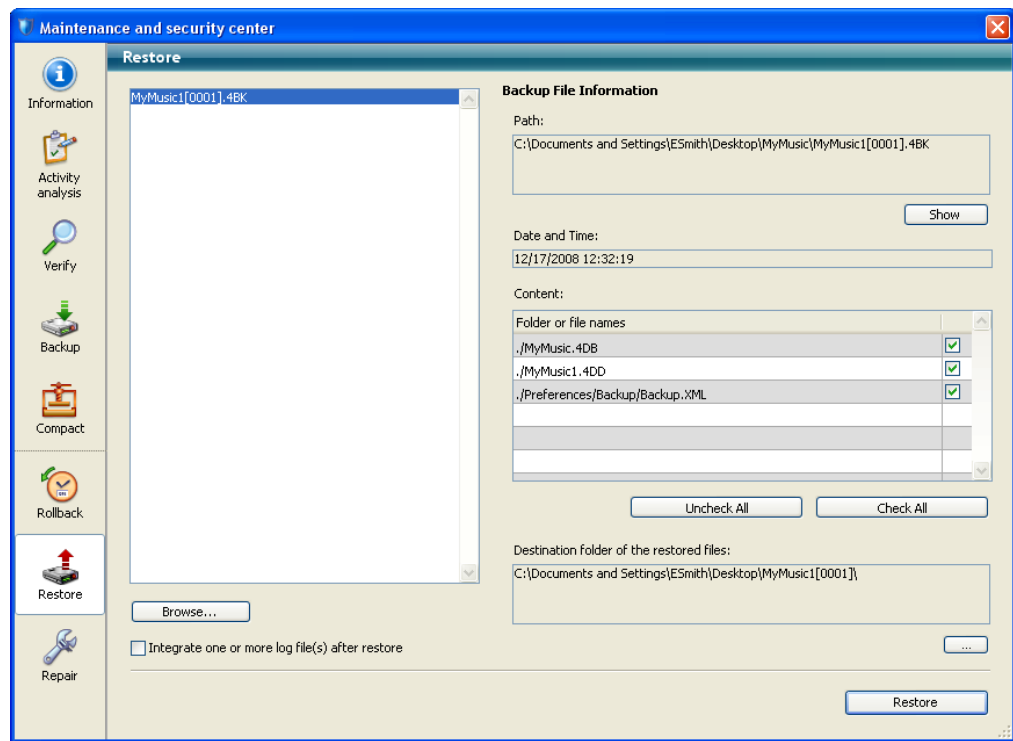 Maintenance and security center
Restore
Information
Activity
analysis
Verify
Backup
Compact
Rollback
Restore
Repair
MyMusic1[0001].4BK
Browse...
Integrate one or more log file(s) after restore
Backup File Information
Path:
C:\Documents and Settings\ESmith\Desktop\MyMusic\MyMusic1[0001].4BK
Show
Date and Time:
12/17/2008 12:32:19
Content:
Folder or file names
./MyMusic.4DB
./MyMusic1.4DD
./Preferences/Backup/Backup.XML
Uncheck All
Check All
Destination folder of the restored files:
C:\Documents and Settings\ESmith\Desktop\MyMusic1[0001]\
...
Restore